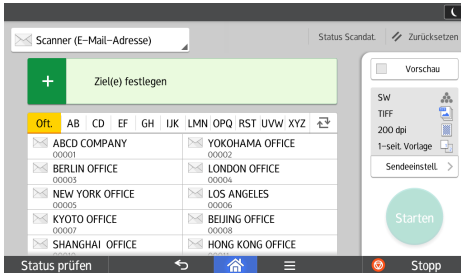 Scanner (E-Mail-Adresse)
Status Scandat.
Zurücksetzen
+ Ziel(e) festlegen
Vorschau
Oft. AB CD EF GH IJK LMN OPQ RST UVW XYZ
ABCD COMPANY
00001
YOKOHAMA OFFICE
00002
BERLIN OFFICE
00003
LONDON OFFICE
00004
NEW YORK OFFICE
00005
LOS ANGELES
00006
KYOTO OFFICE
00007
BEIJING OFFICE
00008
SHANGHAI OFFICE
HONG KONG OFFICE
SW
TIFF
200 dpi
1-seit. Vorlage
Sendeeinstell.
Starten
Status prüfen
Stopp